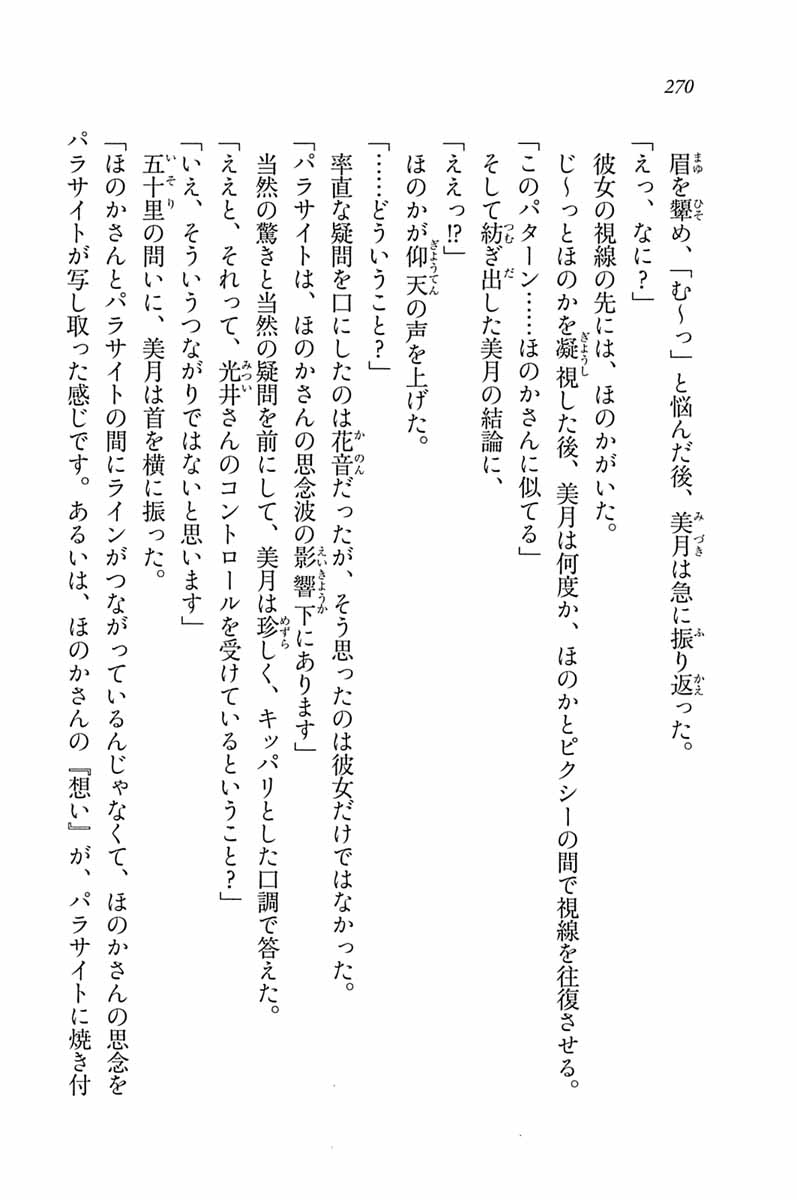 270
眉を顰め、「む～っ」と悩んだ後、美月は急に振り返った。
「えっ、なに？」
彼女の視線の先には、ほのかがいた。
じ～っとほのかを凝視した後、美月は何度か、ほのかとピクシーの間で視線を往復させる。
「このパターン……ほのかさんに似てる」
そして紡ぎ出した美月の結論に、
「ええっ!?」
ほのかが仰天の声を上げた。
「……どういうこと？」
率直な疑問を口にしたのは花音だったが、そう思ったのは彼女だけではなかった。
「パラサイトは、ほのかさんの思念波の影響下にあります」
当然の驚きと当然の疑問を前にして、美月は珍しく、キッパリとした口調で答えた。
「ええと、それって、光井さんのコントロールを受けているということ？」
「いえ、そういうつながりではないと思います」
五十里の問いに、美月は首を横に振った。
「ほのかさんとパラサイトの間にラインがつながっているんじゃなくて、ほのかさんの思念を
パラサイトが写し取った感じです。あるいは、ほのかさんの『想い』が、パラサイトに焼き付